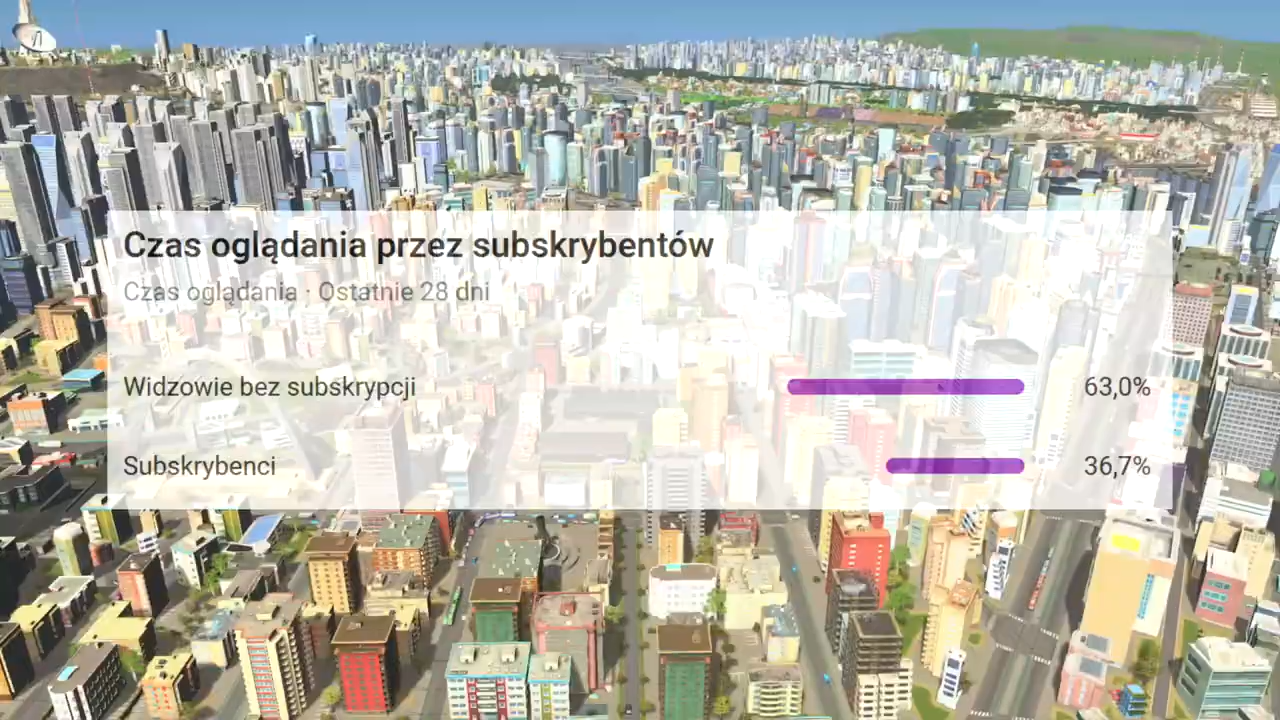 Czas oglądania przez subskrybentów
Czas oglądania · Ostatnie 28 dni
Widzowie bez subskrypcji 63,0%
Subskrybenci 36,7%